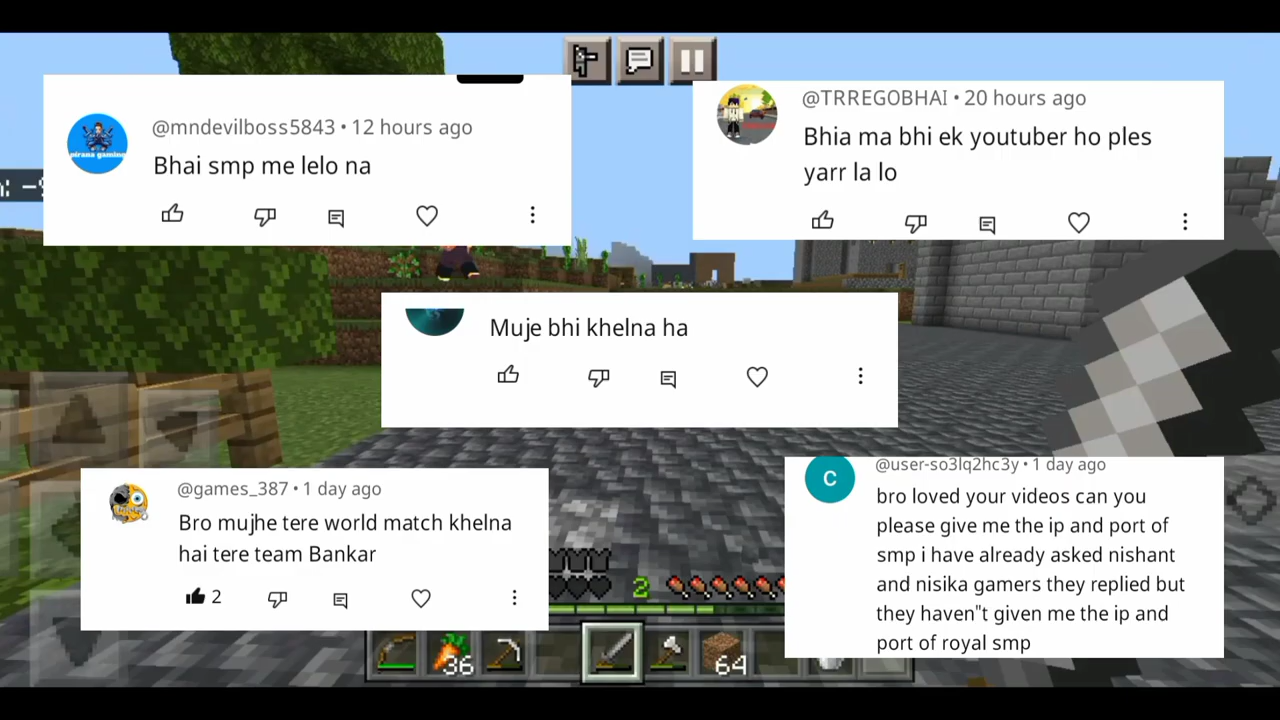 @mndevilboss5843 • 12 hours ago
Bhai smp me lelo na
pirana gaming
@TRREGOBHAI • 20 hours ago
Bhia ma bhi ek youtuber ho ples
yarr la lo
Muje bhi khelna ha
@games_387 • 1 day ago
Bro mujhe tere world match khelna
hai tere team Bankar
2
@user-so3lq2hc3y • 1 day ago
C
bro loved your videos can you
please give me the ip and port of
smp i have already asked nishant
and nisika gamers they replied but
they haven"t given me the ip and
port of royal smp
2
36
64